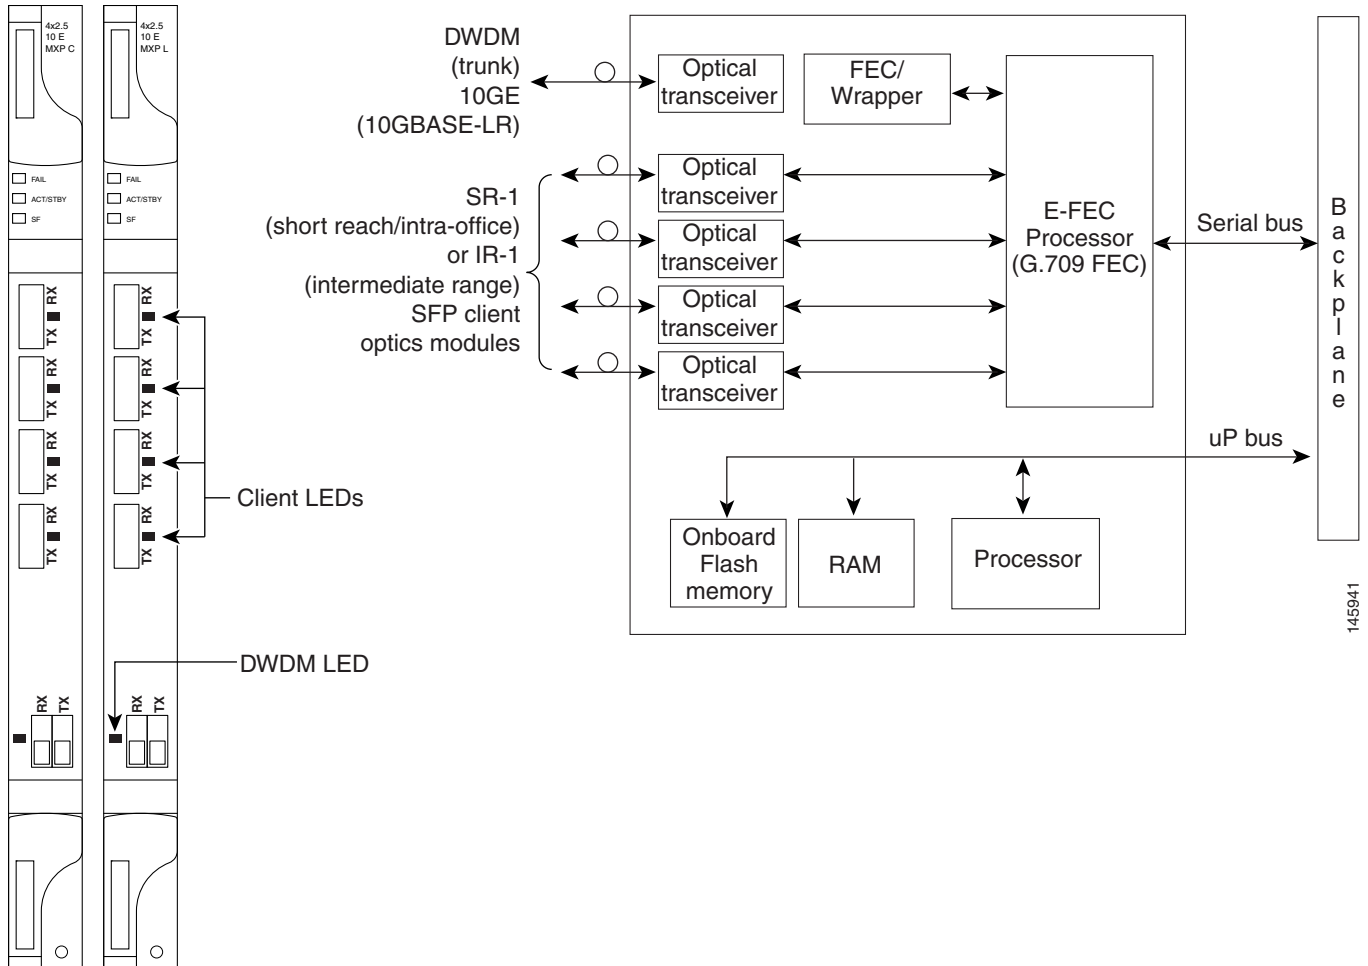 4x2.5
10 E
MXP C
FAIL
ACT/STBY
SF
RX
TX
RX
TX
RX
TX
RX
TX
RX
TX
4x2.5
10 E
MXP L
FAIL
ACT/STBY
SF
RX
TX
RX
TX
RX
TX
RX
TX
RX
TX
Client LEDs
DWDM LED
DWDM
(trunk)
10GE
(10GBASE-LR)
SR-1
(short reach/intra-office)
or IR-1
(intermediate range)
SFP client
optics modules
Optical
transceiver
FEC/
Wrapper
Optical
transceiver
Optical
transceiver
Optical
transceiver
Optical
transceiver
E-FEC
Processor
(G.709 FEC)
Serial bus
uP bus
Onboard
Flash
memory
RAM
Processor
Backplane
145941